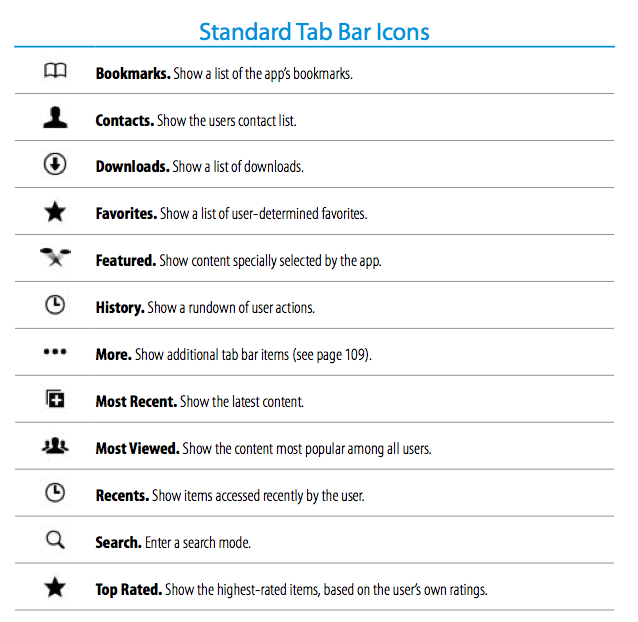 Standard Tab Bar Icons
Bookmarks. Show a list of the app's bookmarks.
Contacts. Show the users contact list.
Downloads. Show a list of downloads.
Favorites. Show a list of user-determined favorites.
Featured. Show content specially selected by the app.
History. Show a rundown of user actions.
More. Show additional tab bar items (see page 109).
Most Recent. Show the latest content.
Most Viewed. Show the content most popular among all users.
Recents. Show items accessed recently by the user.
Search. Enter a search mode.
Top Rated. Show the highest-rated items, based on the user's own ratings.